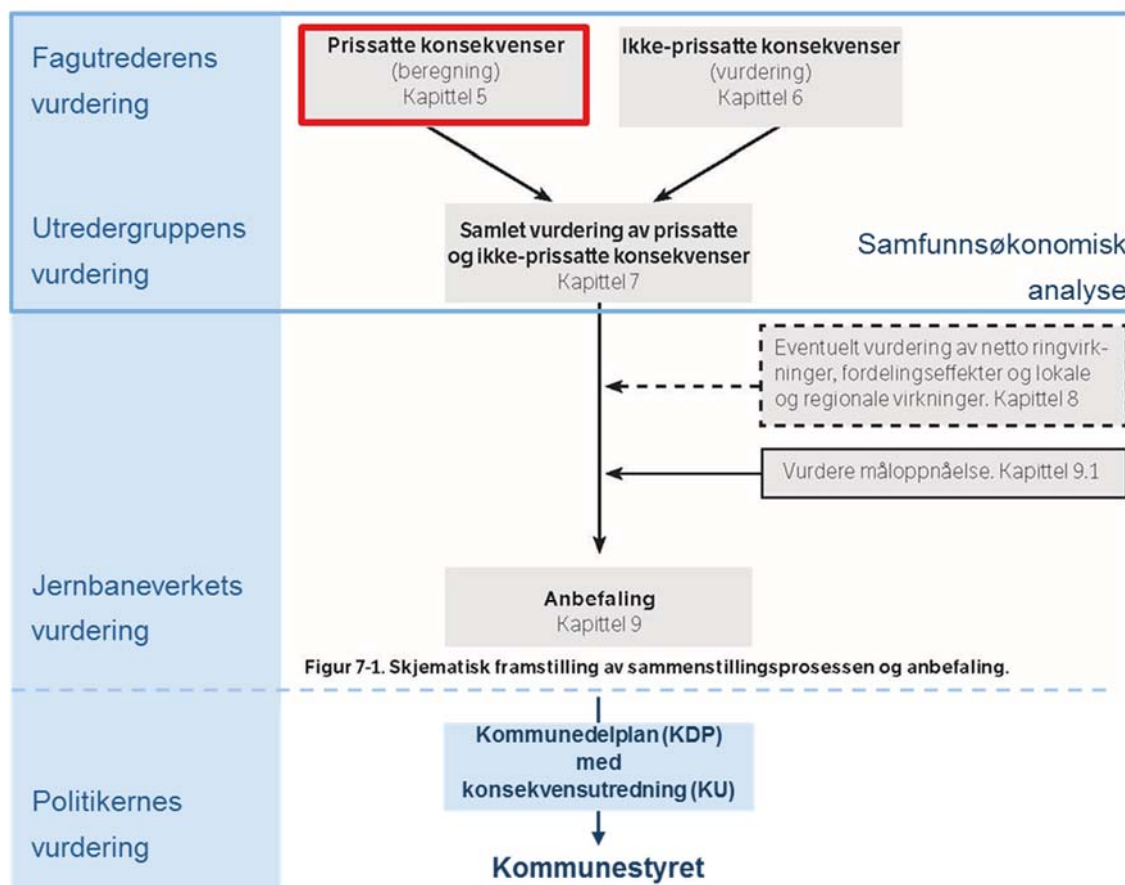 Fagutrederens
vurdering
Prissatte konsekvenser
(beregning)
Kapittel 5
Ikke-prissatte konsekvenser
(vurdering)
Kapittel 6
Utredergruppens
vurdering
Samlet vurdering av prissatte
og ikke-prissatte konsekvenser
Kapittel 7
Samfunnsøkonomisk
analyse
Eventuelt vurdering av netto ringvirk-
ninger, fordelingseffekter og lokale
og regionale virkninger. Kapittel 8
Vurdere måloppnåelse. Kapittel 9.1
Jernbaneverkets
vurdering
Anbefaling
Kapittel 9
Figur 7-1. Skjematisk framstilling av sammenstillingsprosessen og anbefaling.
Kommunedelplan (KDP)
med
konsekvensutredning (KU)
Politikernes
vurdering
Kommunestyret